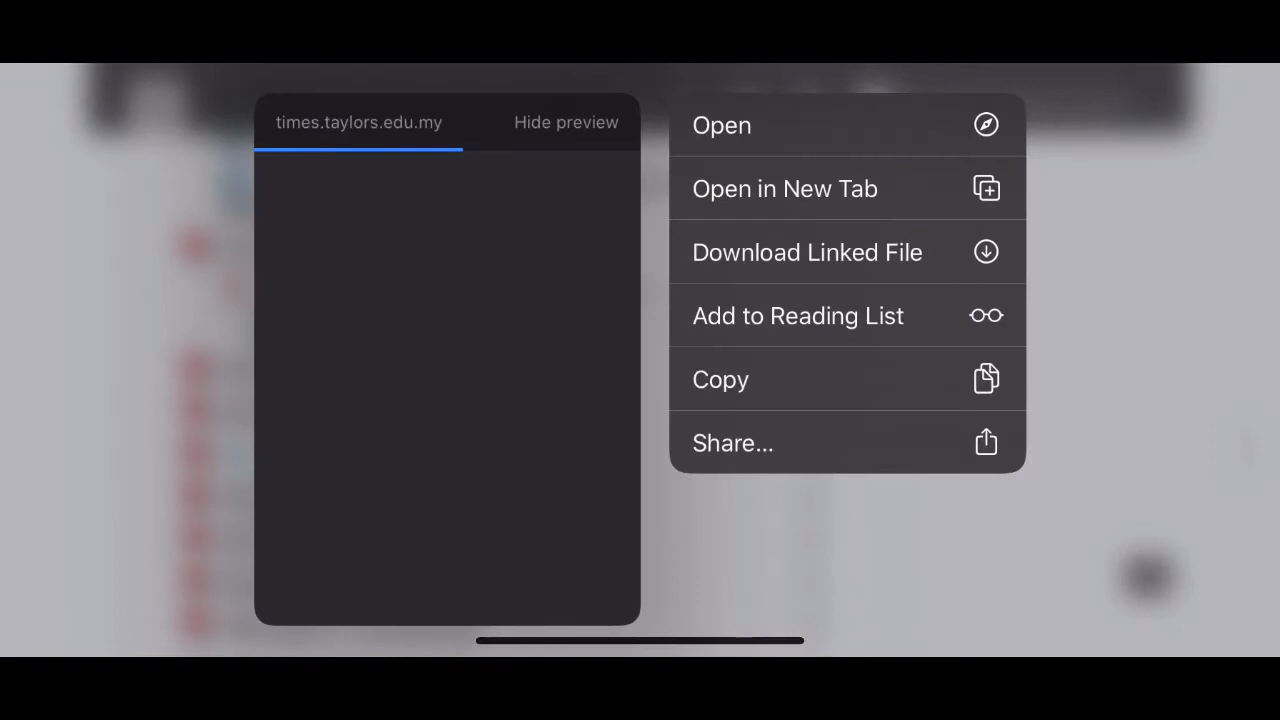 times.taylors.edu.my Hide preview
Open
Open in New Tab
Download Linked File
Add to Reading List
Copy
Share...